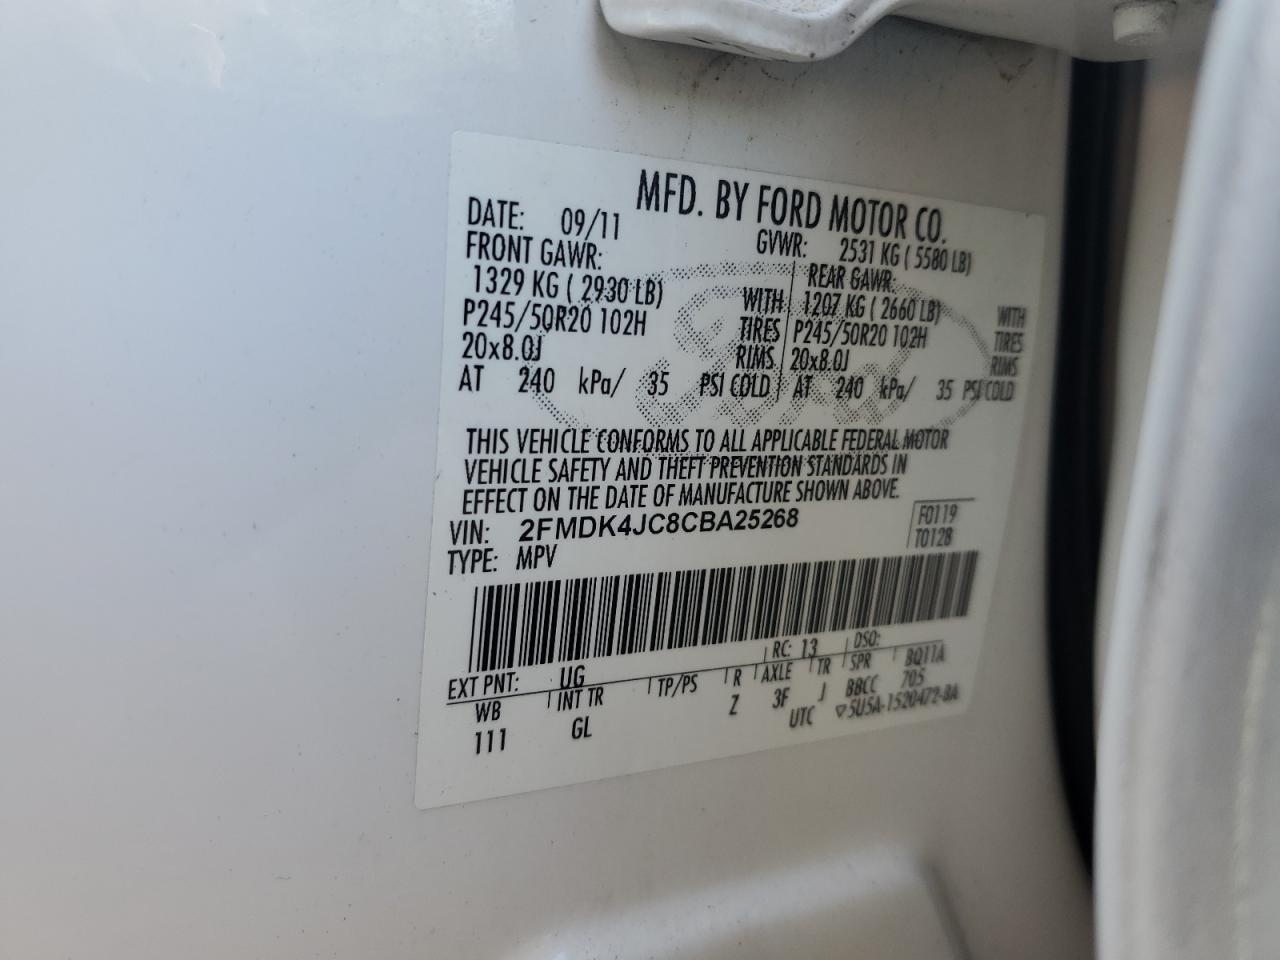 MFD. BY FORD MOTOR CO.
DATE: 09/11 GVWR: 2531 KG ( 5580 LB)
FRONT GAWR: REAR GAWR:
1329 KG ( 2930 LB) WITH 1207 KG ( 2660 LB) WITH
P245/50R20 102H TIRES P245/50R20 102H TIRES
20x8.0J RIMS 20x8.0J RIMS
AT 240 kPa/ 35 PSI COLD AT 240 kPa/ 35 PSI COLD
Ford
THIS VEHICLE CONFORMS TO ALL APPLICABLE FEDERAL MOTOR
VEHICLE SAFETY AND THEFT PREVENTION STANDARDS IN
EFFECT ON THE DATE OF MANUFACTURE SHOWN ABOVE.
VIN: 2FMDK4JC8CBA25268 F0119
TYPE: MPV T0128
EXT PNT: UG RC: 13 DSO:
WB INT TR TP/PS R AXLE TR SPR BQ11A
111 GL Z 3F J BBCC 705
UTC ▽5U5A-1520472-BA